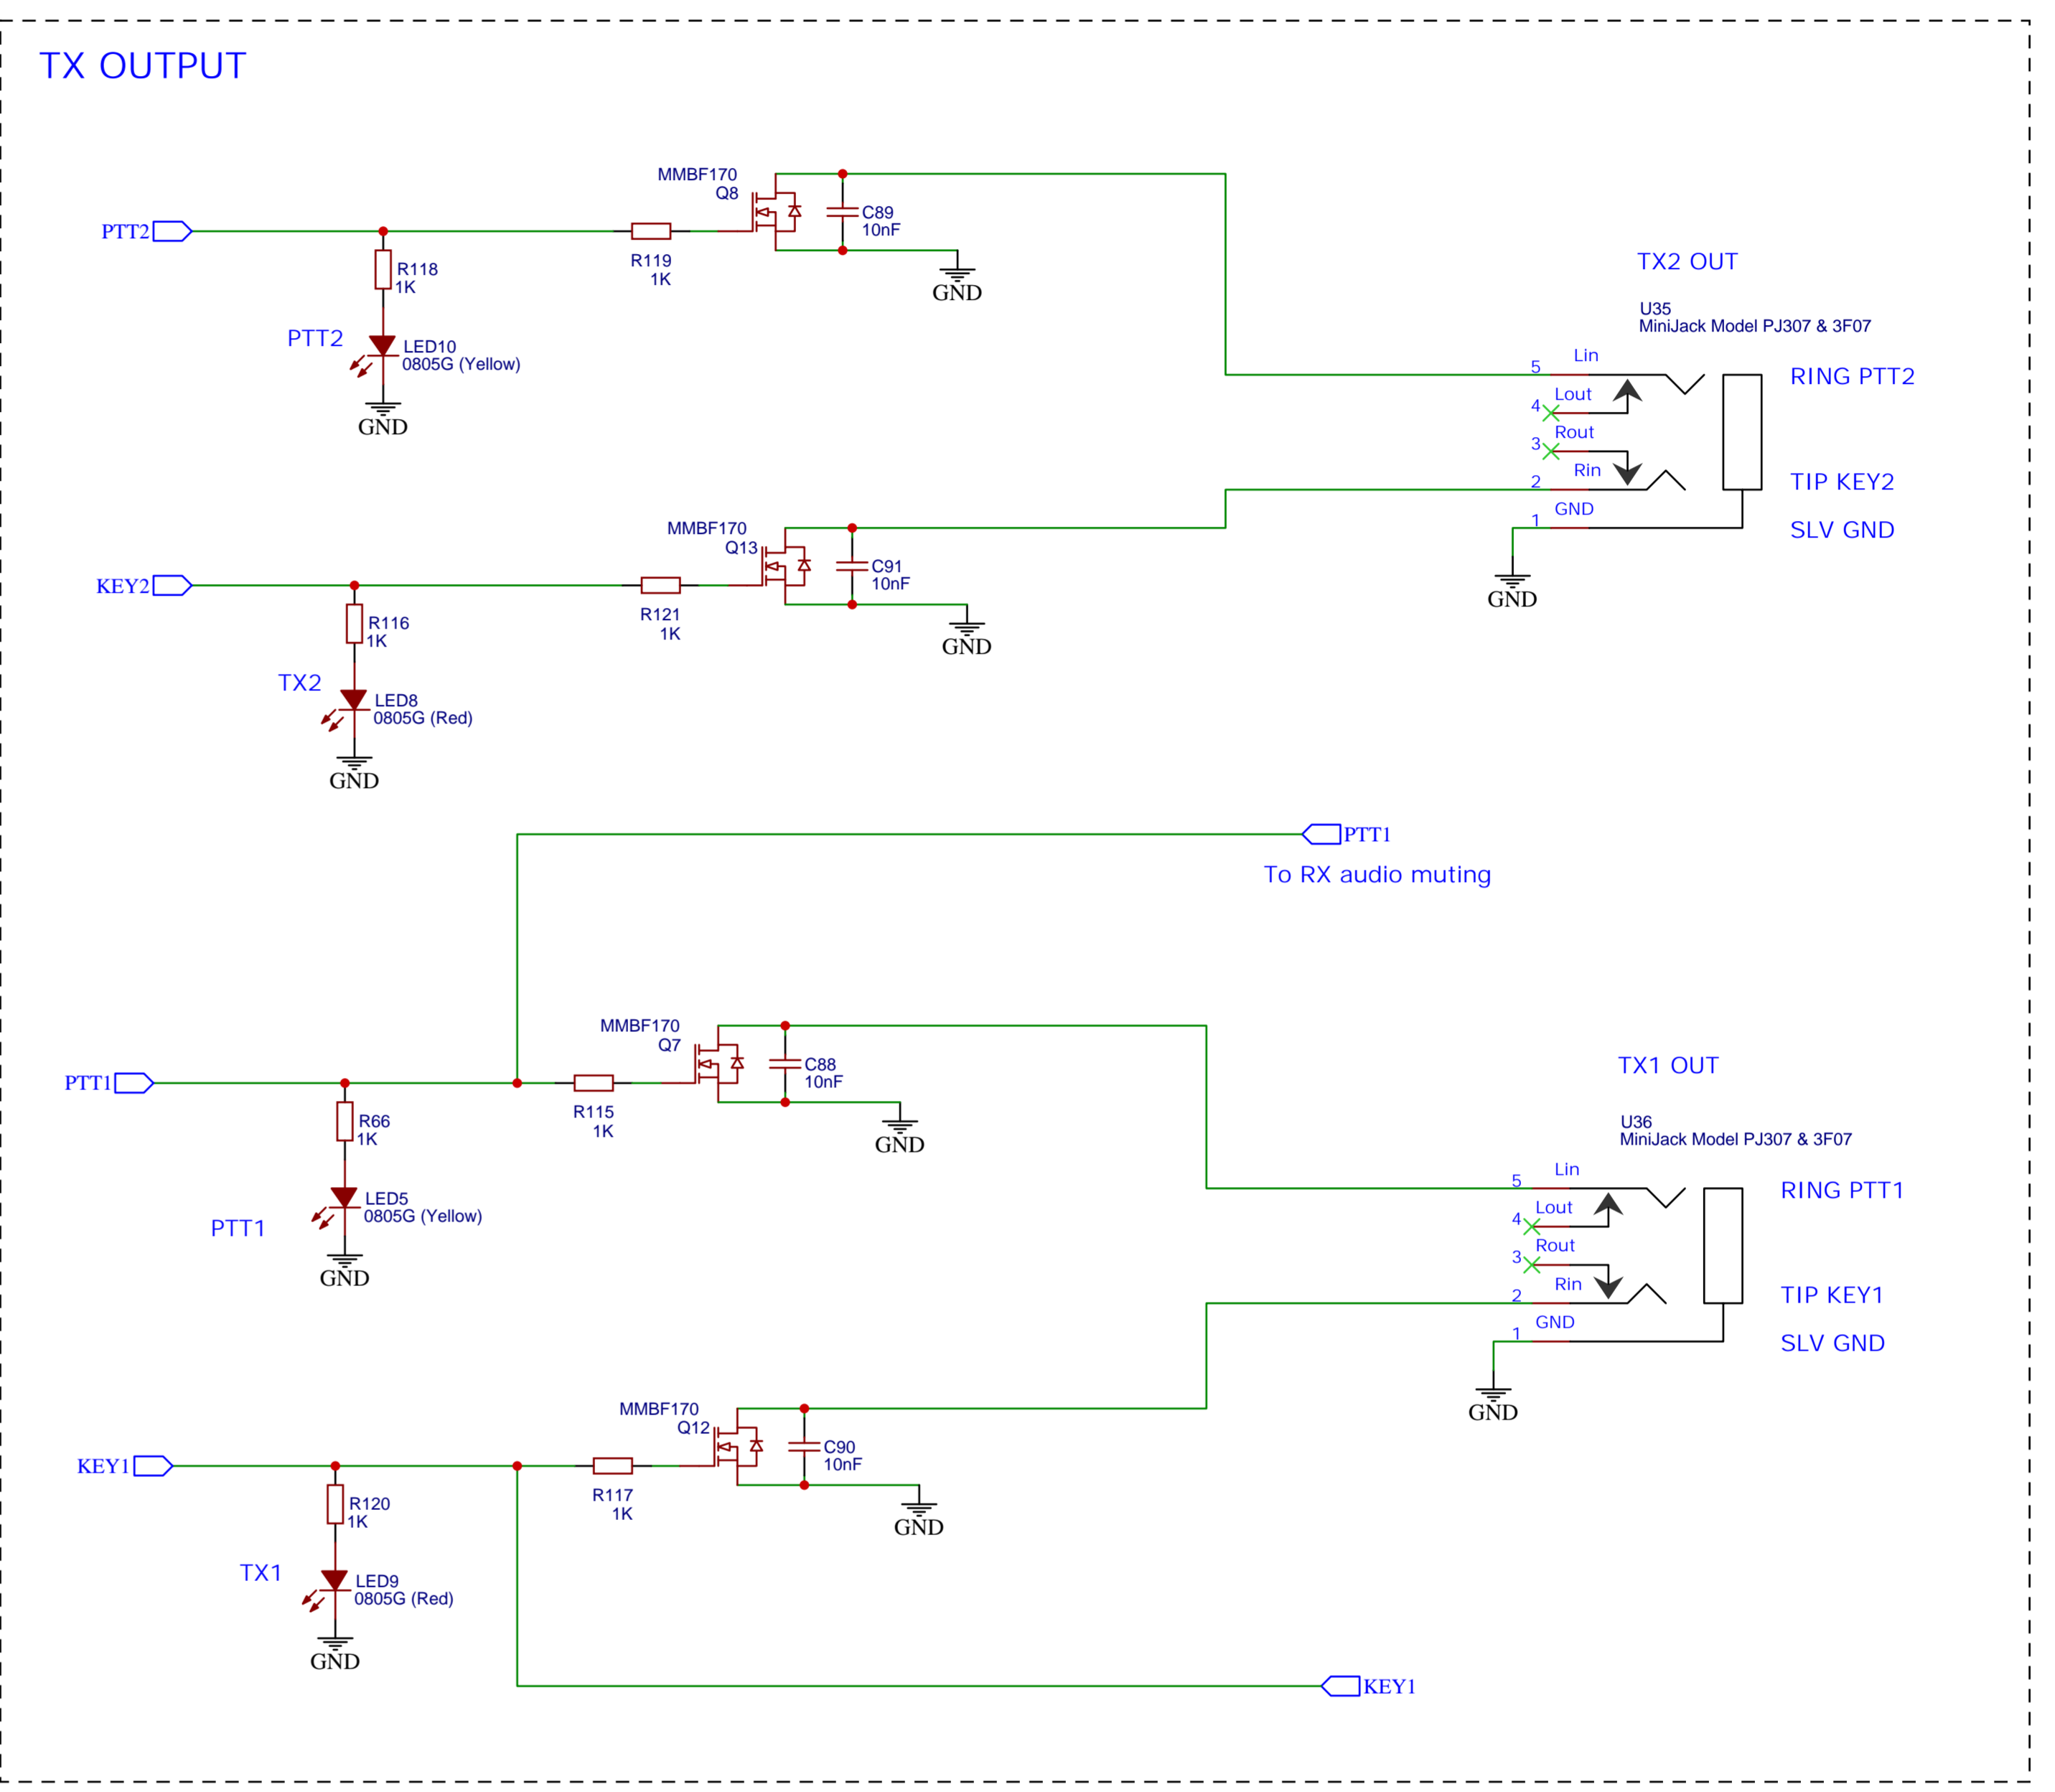 TX OUTPUT
MMBF170
Q8
C89
10nF
PTT2
R119
1K
GND
R118
1K
PTT2
LED10
0805G (Yellow)
GND
TX2 OUT
U35
MiniJack Model PJ307 & 3F07
5
Lin
RING PTT2
4
Lout
3
Rout
2
Rin
TIP KEY2
1
GND
SLV GND
GND
MMBF170
Q13
C91
10nF
KEY2
R121
1K
GND
R116
1K
TX2
LED8
0805G (Red)
GND
PTT1
To RX audio muting
MMBF170
Q7
C88
10nF
PTT1
R115
1K
GND
R66
1K
LED5
0805G (Yellow)
PTT1
GND
TX1 OUT
U36
MiniJack Model PJ307 & 3F07
5
Lin
RING PTT1
4
Lout
3
Rout
2
Rin
TIP KEY1
1
GND
SLV GND
GND
MMBF170
Q12
C90
10nF
KEY1
R117
1K
GND
R120
1K
TX1
LED9
0805G (Red)
GND
KEY1